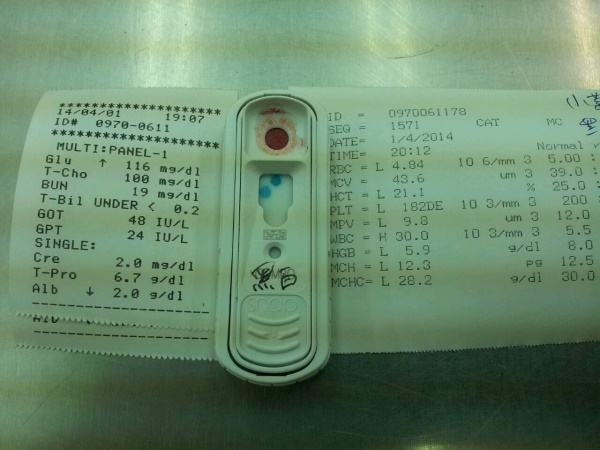 *********************
14/04/01 19:07
ID# 0970-0611
*********************
MULTI:PANEL-1
Glu ↑ 116 mg/dl
T-Cho 100 mg/dl
BUN 19 mg/dl
T-Bil UNDER < 0.2
GOT 48 IU/L
GPT 24 IU/L
SINGLE:
Cre 2.0 mg/dl
T-Pro 6.7 g/dl
Alb ↓ 2.0 g/dl
snap
ID = 0970061178
SEQ = 1571 CAT MC
DATE= 1/4/2014
TIME= 20:12 Normal
RBC = L 4.84 10 6/mm 3 5.00 :
MCV = 43.6 um 3 39.0 :
HCT = L 21.1 % 25.0 :
PLT = L 182DE 10 3/mm 3 200
MPV = L 9.8 um 3 12.0
WBC = H 30.0 10 3/mm 3 5.5
HGB = L 5.9 g/dl 8.0
MCH = L 12.3 pg 12.5
MCHC= L 28.2 g/dl 30.0